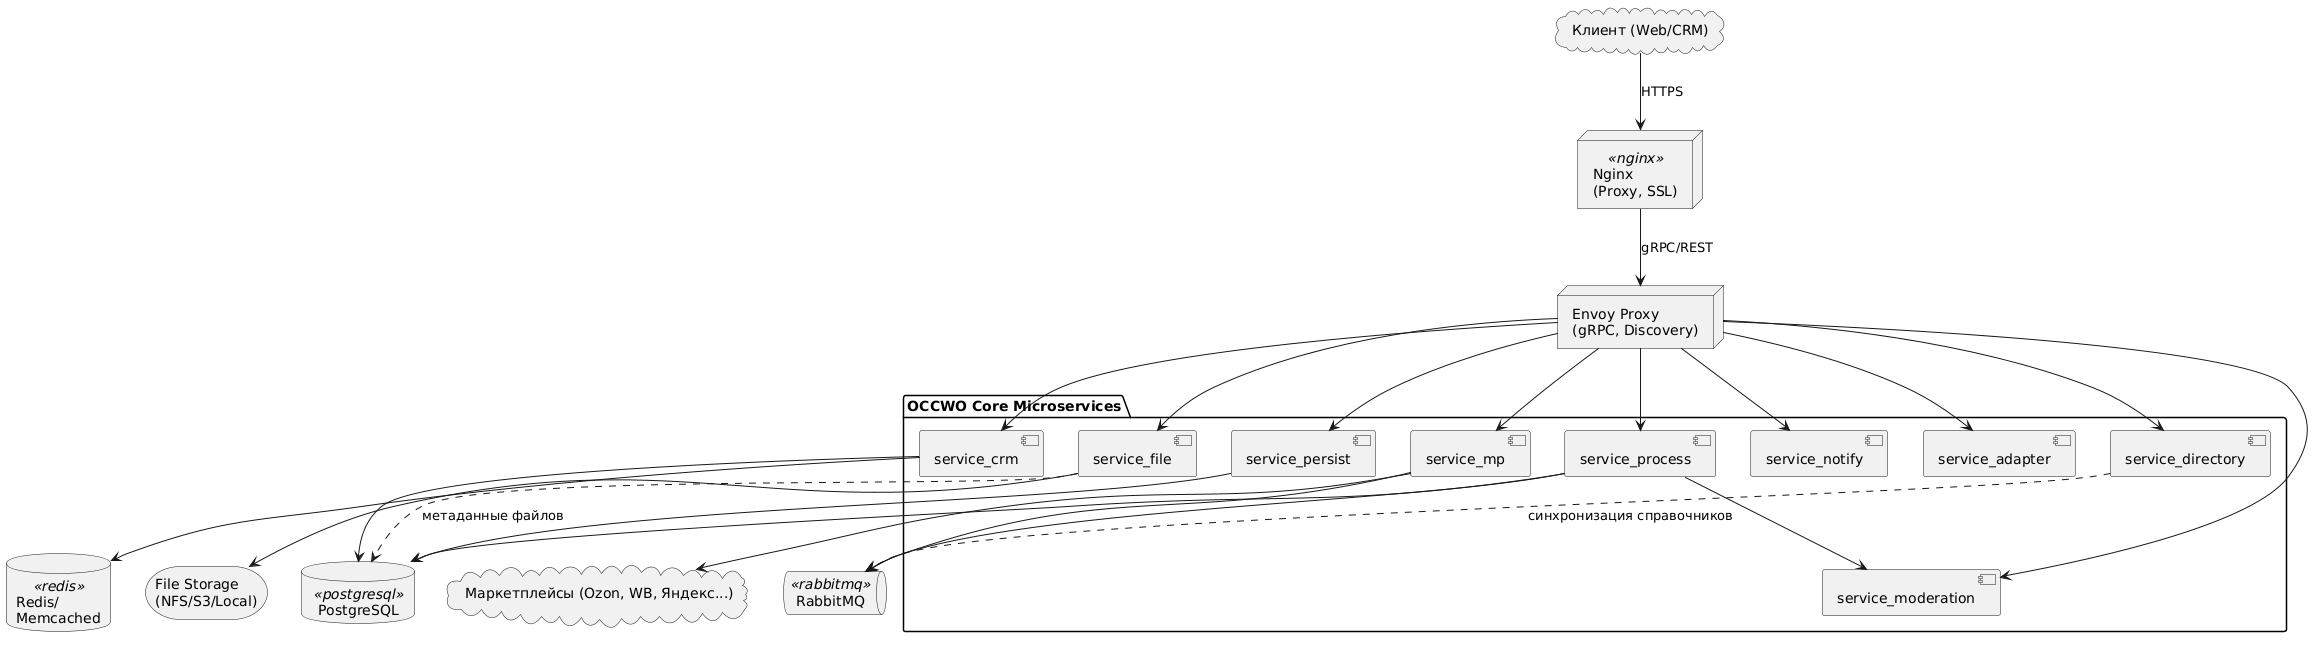 Клиент (Web/CRM)
HTTPS
«nginx»
Nginx
(Proxy, SSL)
gRPC/REST
Envoy Proxy
(gRPC, Discovery)
OCCWO Core Microservices
service_crm
service_file
service_persist
service_mp
service_process
service_notify
service_adapter
service_directory
метаданные файлов
синхронизация справочников
«redis»
Redis/
Memcached
File Storage
(NFS/S3/Local)
«postgresql»
PostgreSQL
Маркетплейсы (Ozon, WB, Яндекс...)
«rabbitmq»
RabbitMQ
service_moderation